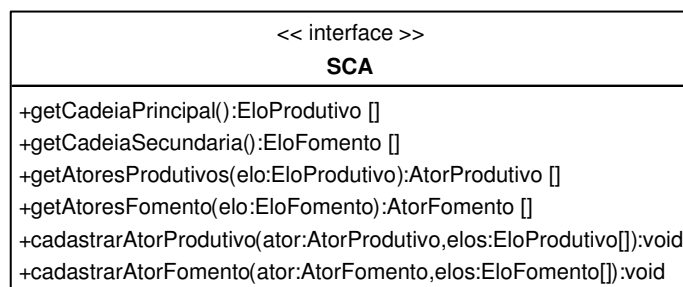 << interface >>
SCA
+getCadeiaPrincipal():EloProdutivo []
+getCadeiaSecundaria():EloFomento []
+getAtoresProdutivos(elo:EloProdutivo):AtorProdutivo []
+getAtoresFomento(elo:EloFomento):AtorFomento []
+cadastrarAtorProdutivo(ator:AtorProdutivo,elos:EloProdutivo[]):void
+cadastrarAtorFomento(ator:AtorFomento,elos:EloFomento[]):void